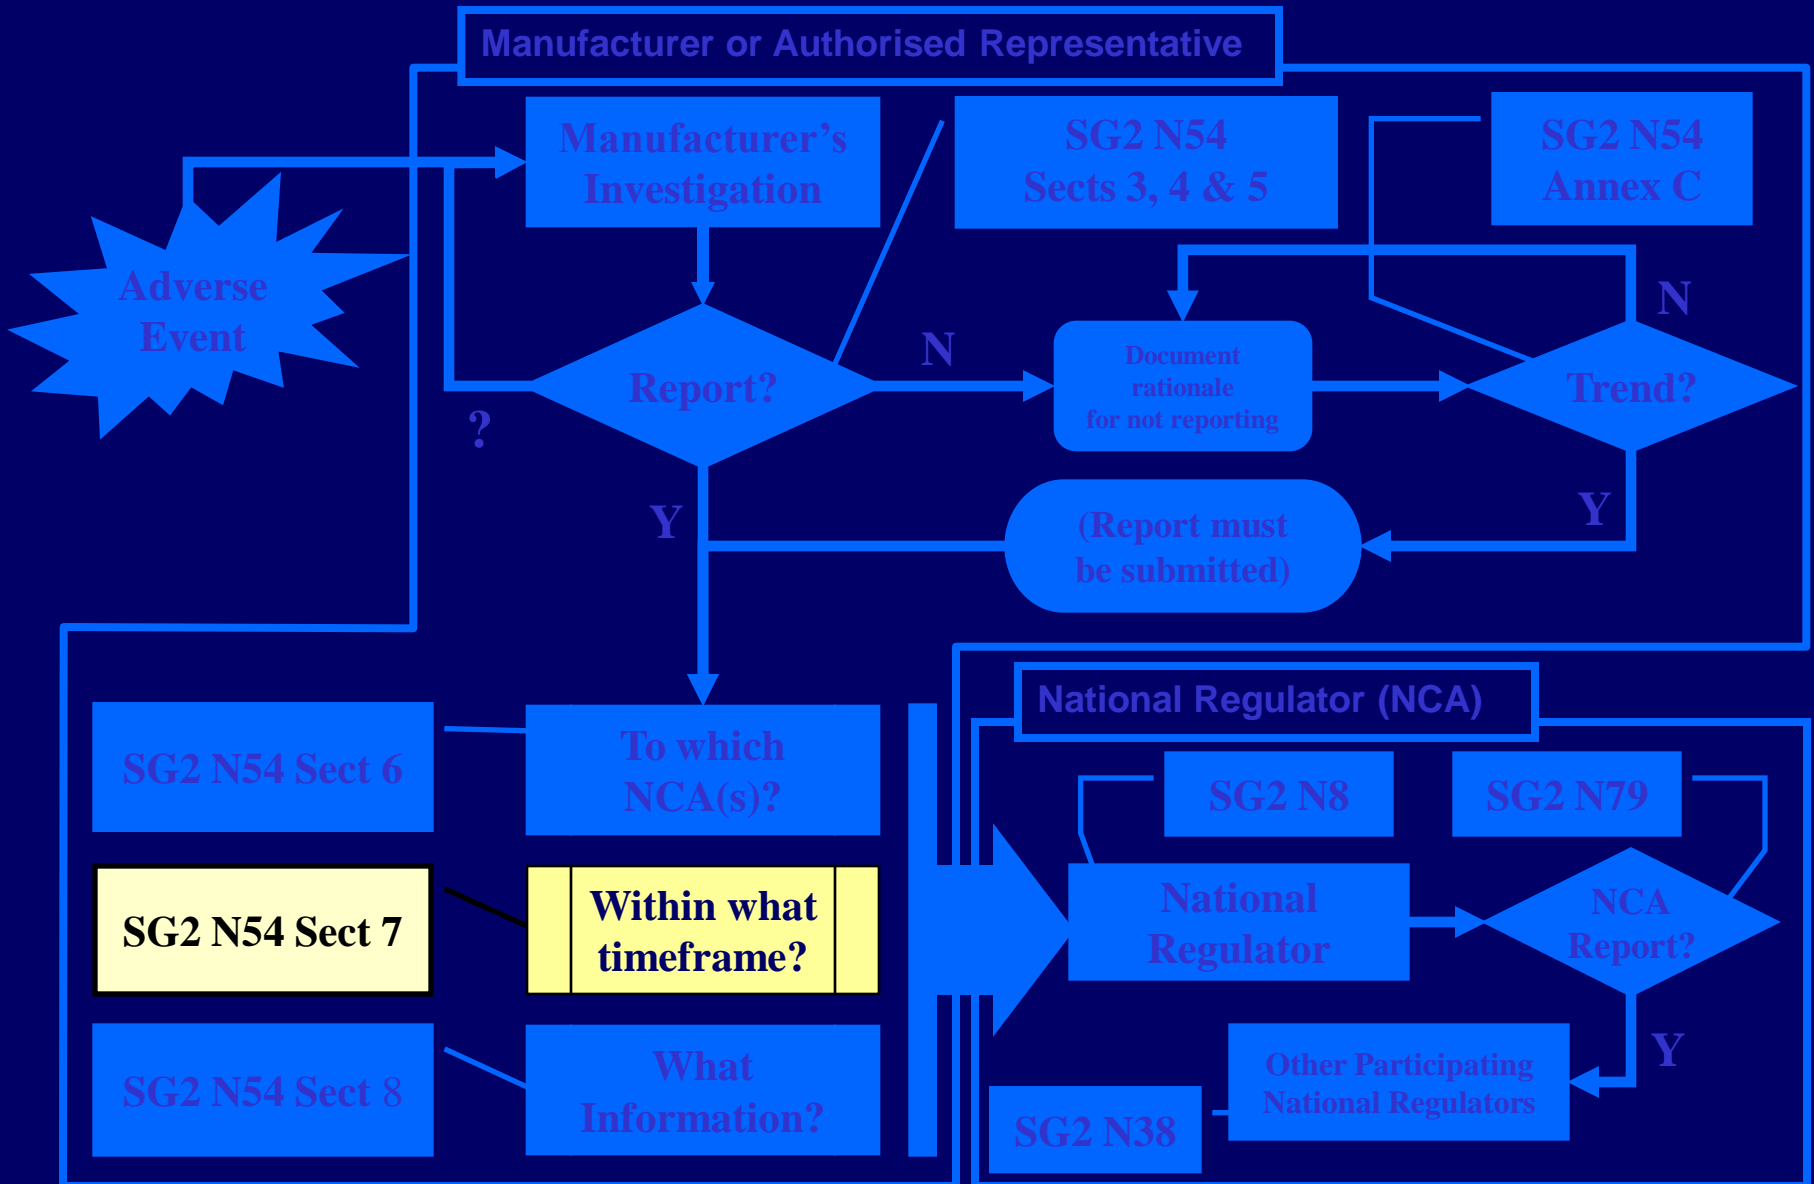 Manufacturer or Authorised Representative
Manufacturer's
Investigation
SG2 N54
Sects 3, 4 & 5
SG2 N54
Annex C
Adverse
Event
Report?
N
?
Y
Document
rationale
for not reporting
Trend?
N
Y
(Report must
be submitted)
SG2 N54 Sect 6
To which
NCA(s)?
SG2 N54 Sect 7
Within what
timeframe?
SG2 N54 Sect 8
What
Information?
National Regulator (NCA)
SG2 N8
SG2 N79
National
Regulator
NCA
Report?
Y
Other Participating
National Regulators
SG2 N38